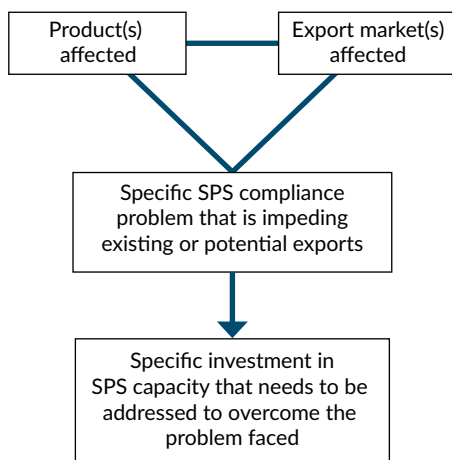 Product(s)
affected
Export market(s)
affected
Specific SPS compliance
problem that is impeding
existing or potential exports
Specific investment in
SPS capacity that needs to be
addressed to overcome the
problem faced